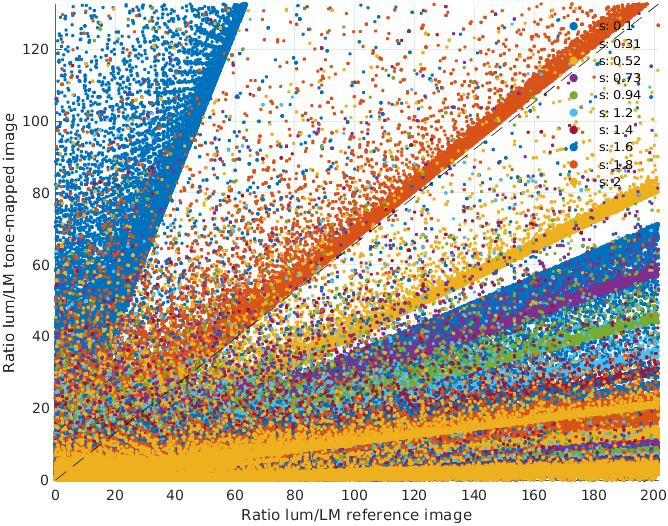 120
100
80
60
40
20
0
0 20 40 60 80 100 120 140 160 180 200
Ratio lum/LM tone-mapped image
Ratio lum/LM reference image
s: 0.1
s: 0.31
s: 0.52
s: 0.73
s: 0.94
s: 1.2
s: 1.4
s: 1.6
s: 1.8
s: 2